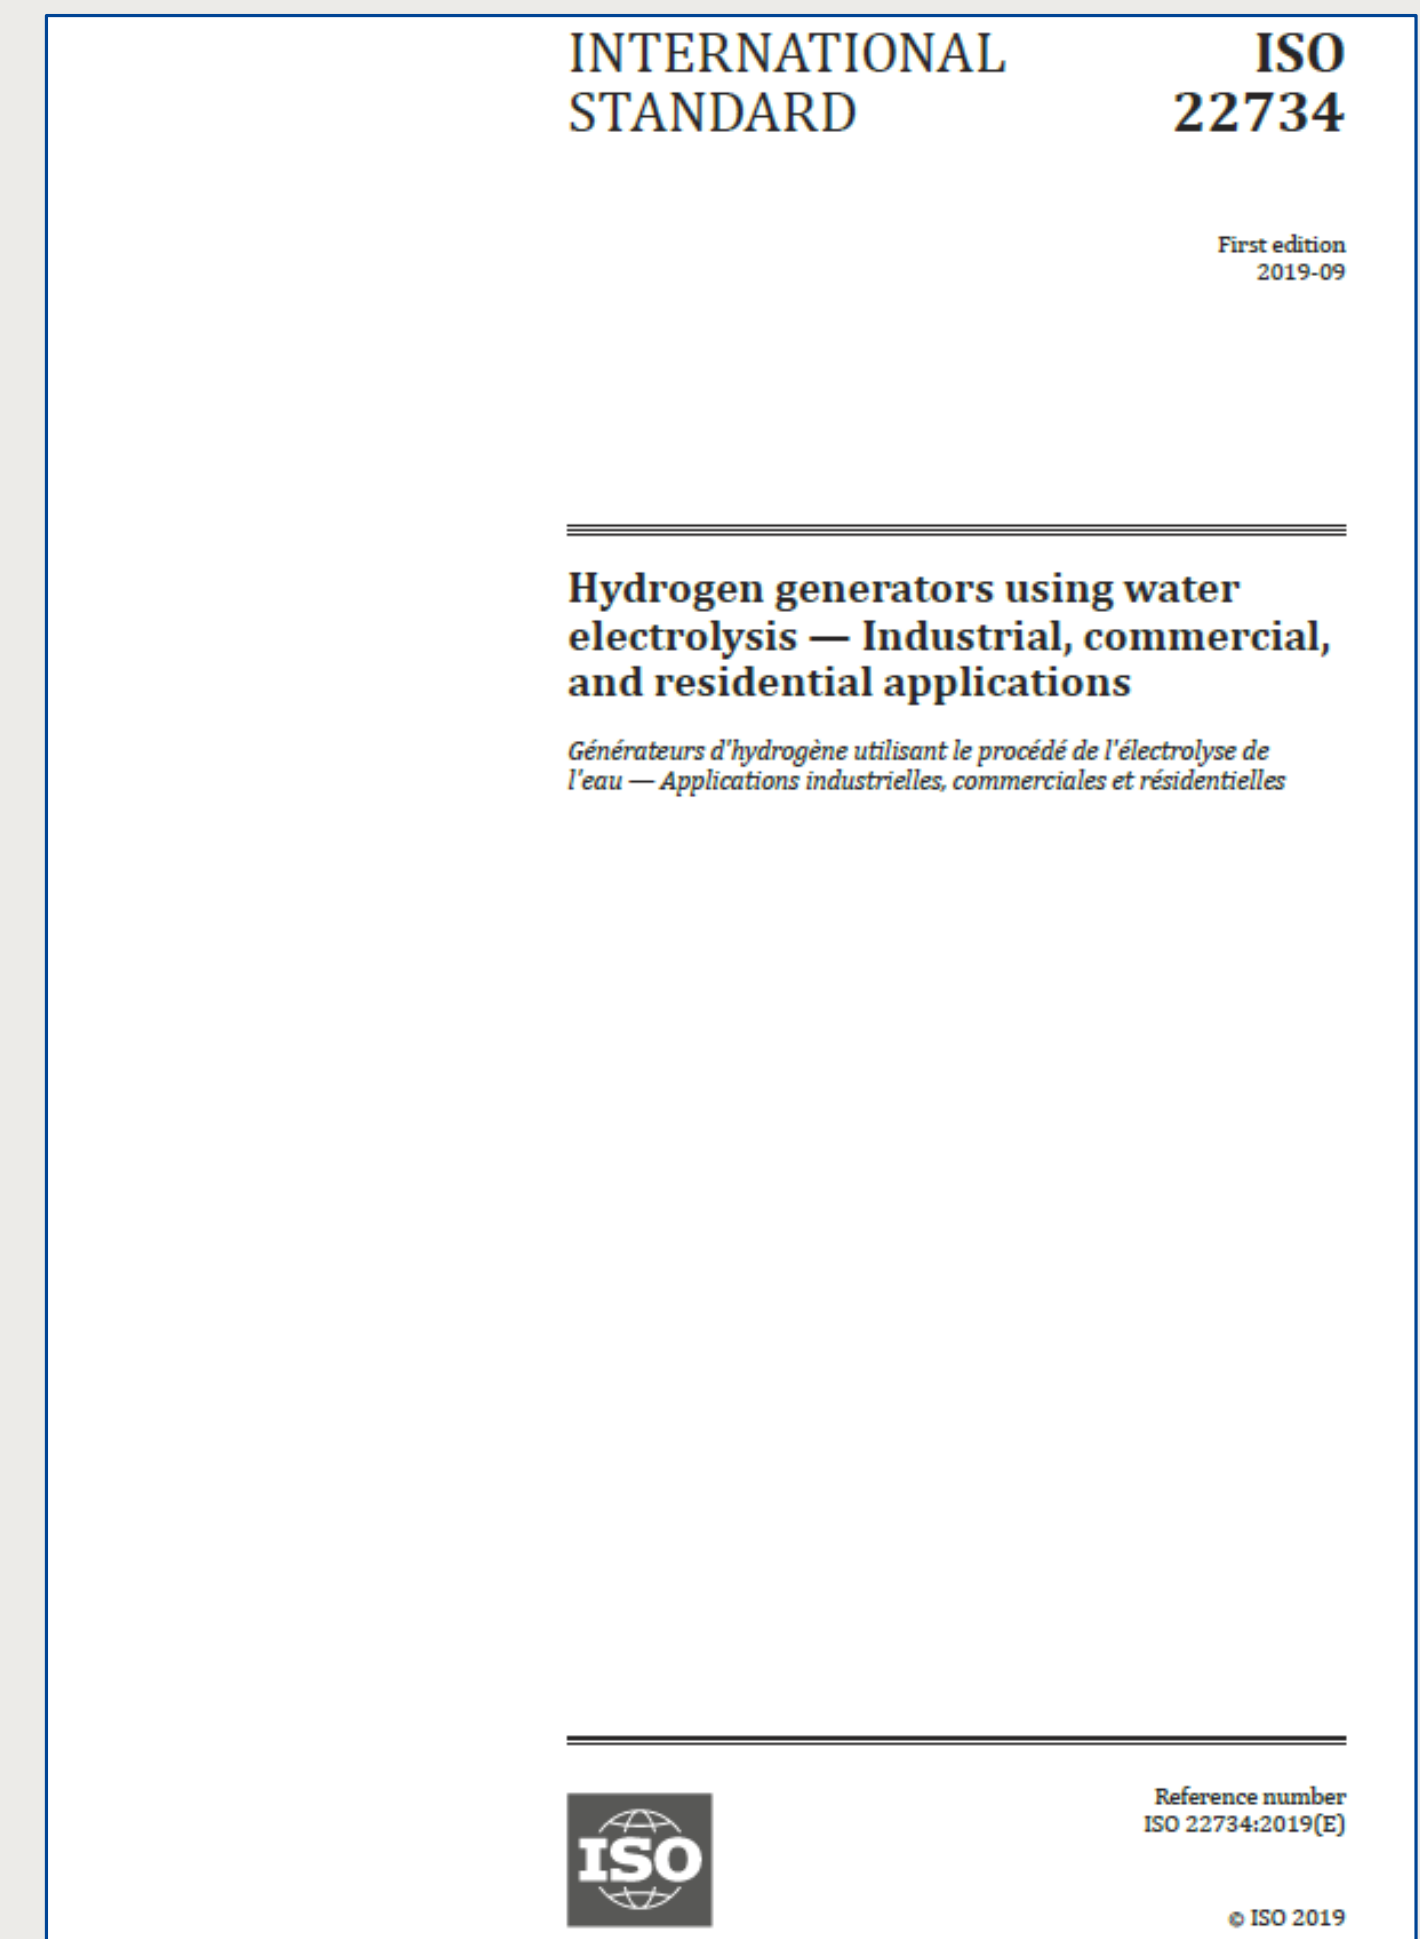 INTERNATIONAL STANDARD
ISO 22734
First edition
2019-09
Hydrogen generators using water
electrolysis — Industrial, commercial,
and residential applications
Générateurs d'hydrogène utilisant le procédé de l'électrolyse de
l'eau — Applications industrielles, commerciales et résidentielles
ISO
Reference number
ISO 22734:2019(E)
© ISO 2019